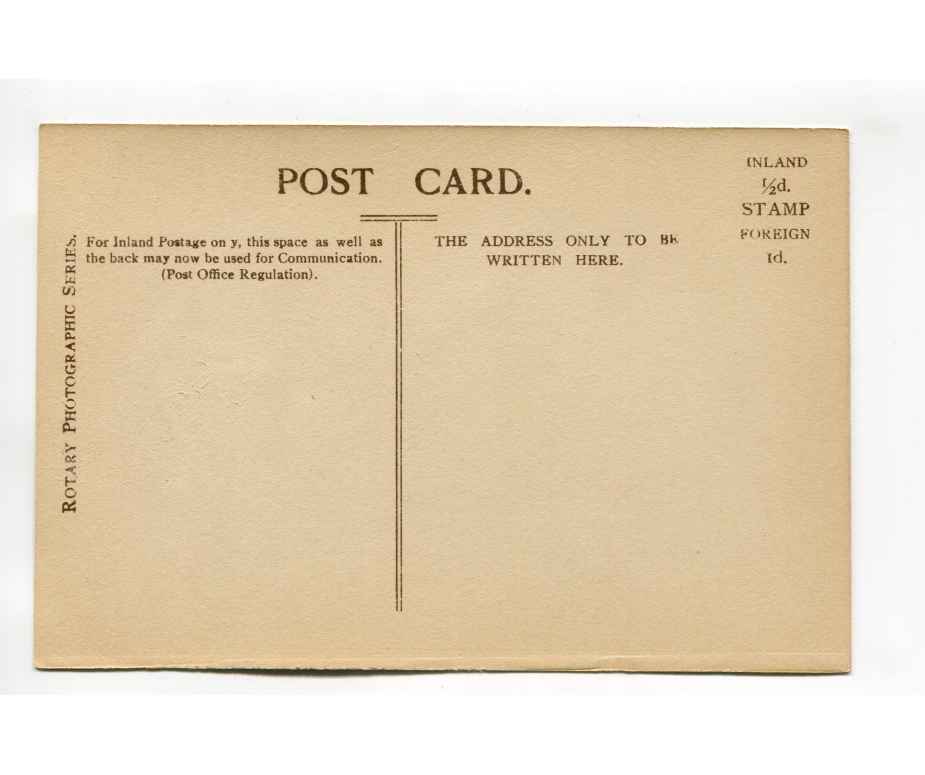 POST CARD.
INLAND
½d.
STAMP
FOREIGN
1d.
For Inland Postage on y, this space as well as
the back may now be used for Communication.
(Post Office Regulation).
THE ADDRESS ONLY TO BE
WRITTEN HERE.
ROTARY PHOTOGRAPHIC SERIES.